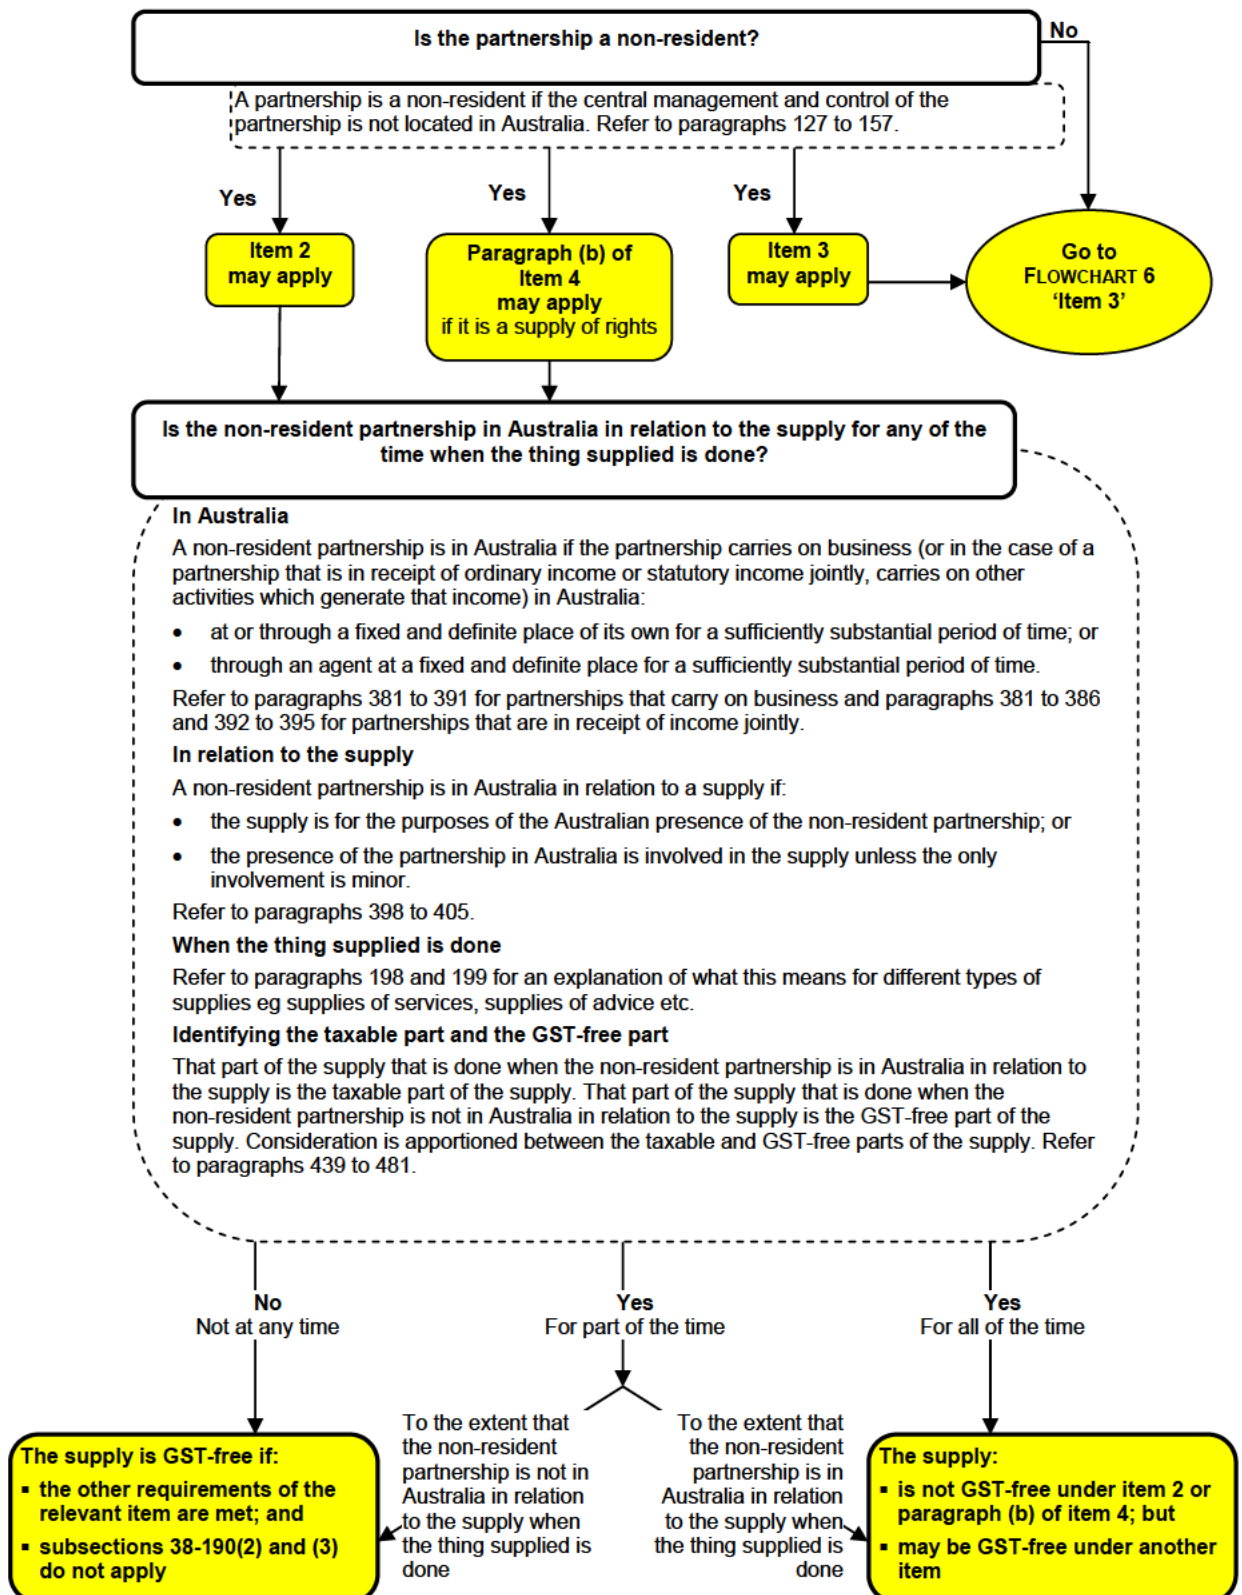 Is the partnership a non-resident?
No
A partnership is a non-resident if the central management and control of the
partnership is not located in Australia. Refer to paragraphs 127 to 157.
Yes
Yes
Yes
Item 2
may apply
Paragraph (b) of
Item 4
may apply
if it is a supply of rights
Item 3
may apply
Go to
FLOWCHART 6
‘Item 3’
Is the non-resident partnership in Australia in relation to the supply for any of the
time when the thing supplied is done?
In Australia
A non-resident partnership is in Australia if the partnership carries on business (or in the case of a
partnership that is in receipt of ordinary income or statutory income jointly, carries on other
activities which generate that income) in Australia:
• at or through a fixed and definite place of its own for a sufficiently substantial period of time; or
• through an agent at a fixed and definite place for a sufficiently substantial period of time.
Refer to paragraphs 381 to 391 for partnerships that carry on business and paragraphs 381 to 386
and 392 to 395 for partnerships that are in receipt of income jointly.
In relation to the supply
A non-resident partnership is in Australia in relation to a supply if:
• the supply is for the purposes of the Australian presence of the non-resident partnership; or
• the presence of the partnership in Australia is involved in the supply unless the only
involvement is minor.
Refer to paragraphs 398 to 405.
When the thing supplied is done
Refer to paragraphs 198 and 199 for an explanation of what this means for different types of
supplies eg supplies of services, supplies of advice etc.
Identifying the taxable part and the GST-free part
That part of the supply that is done when the non-resident partnership is in Australia in relation to
the supply is the taxable part of the supply. That part of the supply that is done when the
non-resident partnership is not in Australia in relation to the supply is the GST-free part of the
supply. Consideration is apportioned between the taxable and GST-free parts of the supply. Refer
to paragraphs 439 to 481.
No
Not at any time
Yes
For part of the time
Yes
For all of the time
The supply is GST-free if:
▪ the other requirements of the
relevant item are met; and
▪ subsections 38-190(2) and (3)
do not apply
To the extent that
the non-resident
partnership is not in
Australia in relation
to the supply when
the thing supplied is
done
To the extent that
the non-resident
partnership is in
Australia in relation
to the supply when
the thing supplied is
done
The supply:
▪ is not GST-free under item 2 or
paragraph (b) of item 4; but
▪ may be GST-free under another
item